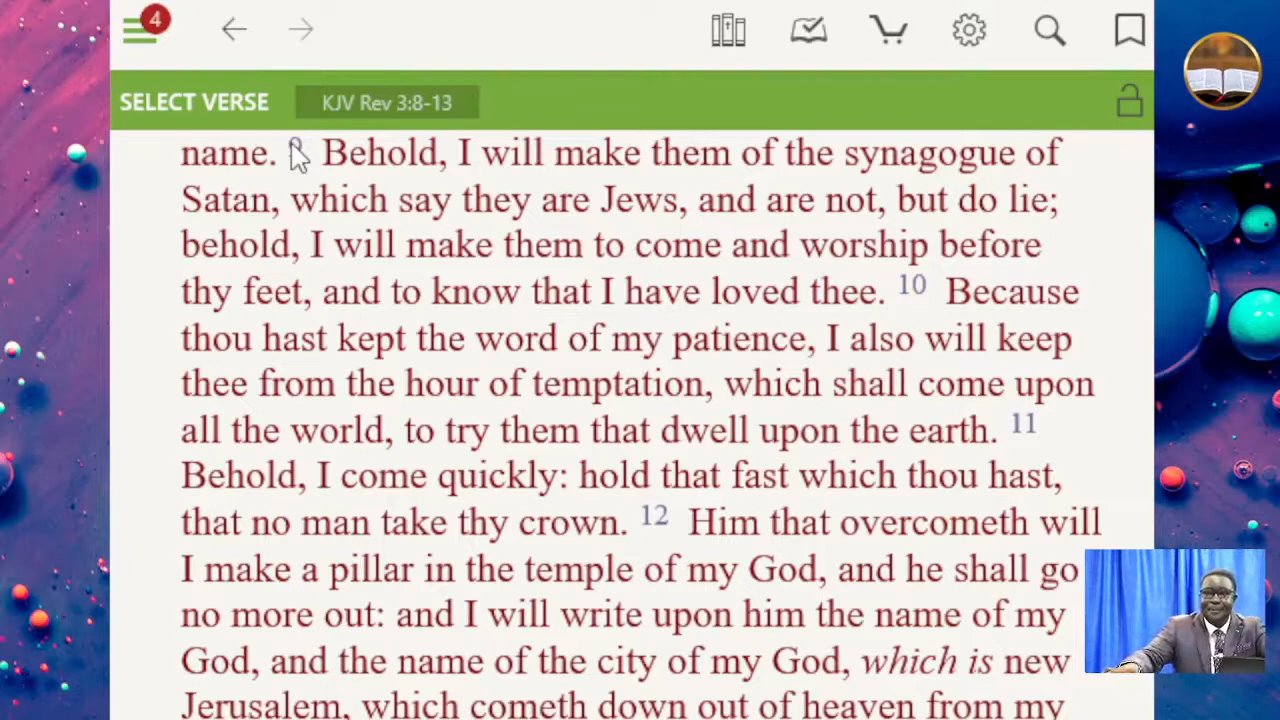 4
SELECT VERSE KJV Rev 3:8-13
name. 9 Behold, I will make them of the synagogue of
Satan, which say they are Jews, and are not, but do lie;
behold, I will make them to come and worship before
thy feet, and to know that I have loved thee. 10 Because
thou hast kept the word of my patience, I also will keep
thee from the hour of temptation, which shall come upon
all the world, to try them that dwell upon the earth. 11
Behold, I come quickly: hold that fast which thou hast,
that no man take thy crown. 12 Him that overcometh will
I make a pillar in the temple of my God, and he shall go
no more out: and I will write upon him the name of my
God, and the name of the city of my God, which is new
Jerusalem, which cometh down out of heaven from my